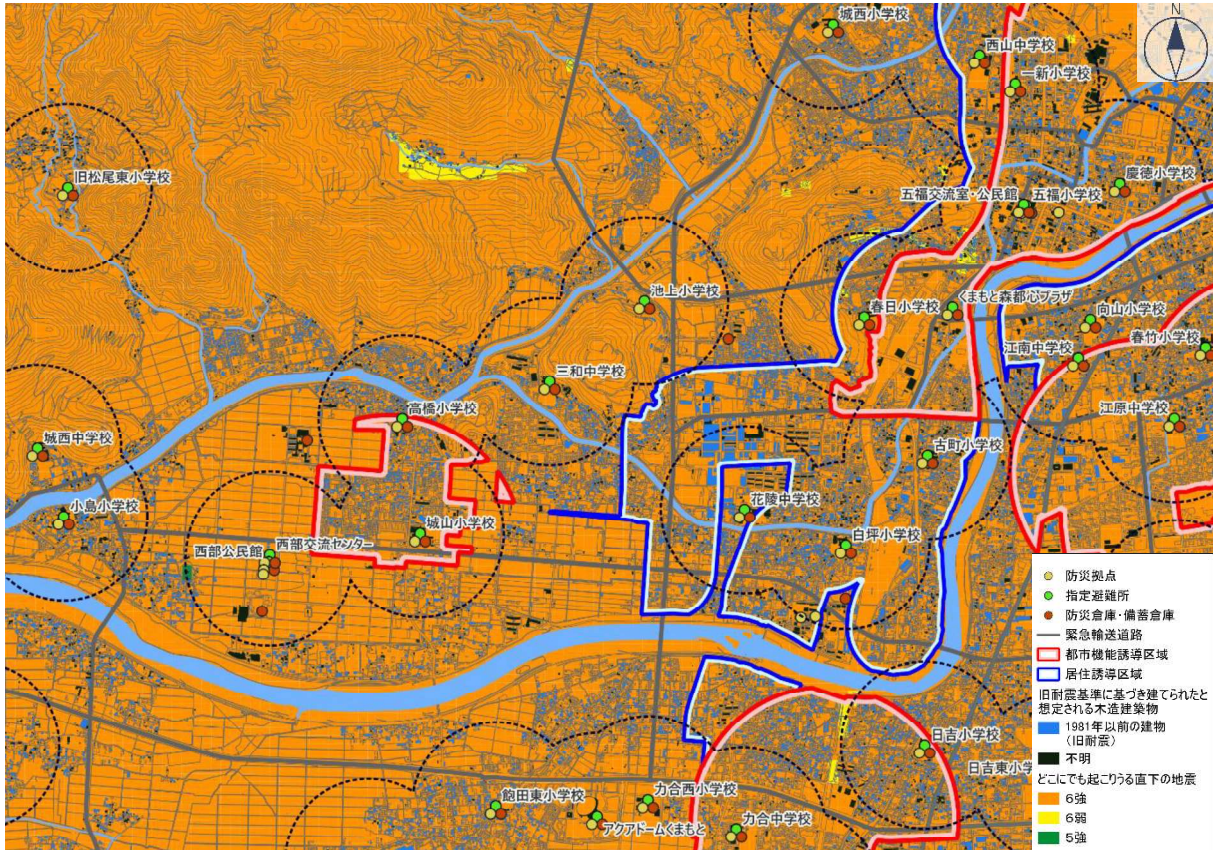 城西小学校
N
西山中学校
一新小学校
旧松尾東小学校
慶徳小学校
五福交流室・公民館
五福小学校
池上小学校
春日小学校
くまもと森都心プラザ
向山小学校
江南中学校
春竹小学校
三和中学校
高橋小学校
江原中学校
城西中学校
古町小学校
小島小学校
花陵中学校
城山小学校
白坪小学校
西部公民館
西部交流センター
日吉小学校
日吉東小学
飽田東小学校
力合西小学校
アクアドームくまもと
力合中学校
防災拠点
指定避難所
防災倉庫・備蓄倉庫
緊急輸送道路
都市機能誘導区域
居住誘導区域
旧耐震基準に基づき建てられたと
想定される木造建築物
1981年以前の建物
（旧耐震）
不明
どこにでも起こりうる直下の地震
6強
6弱
5強